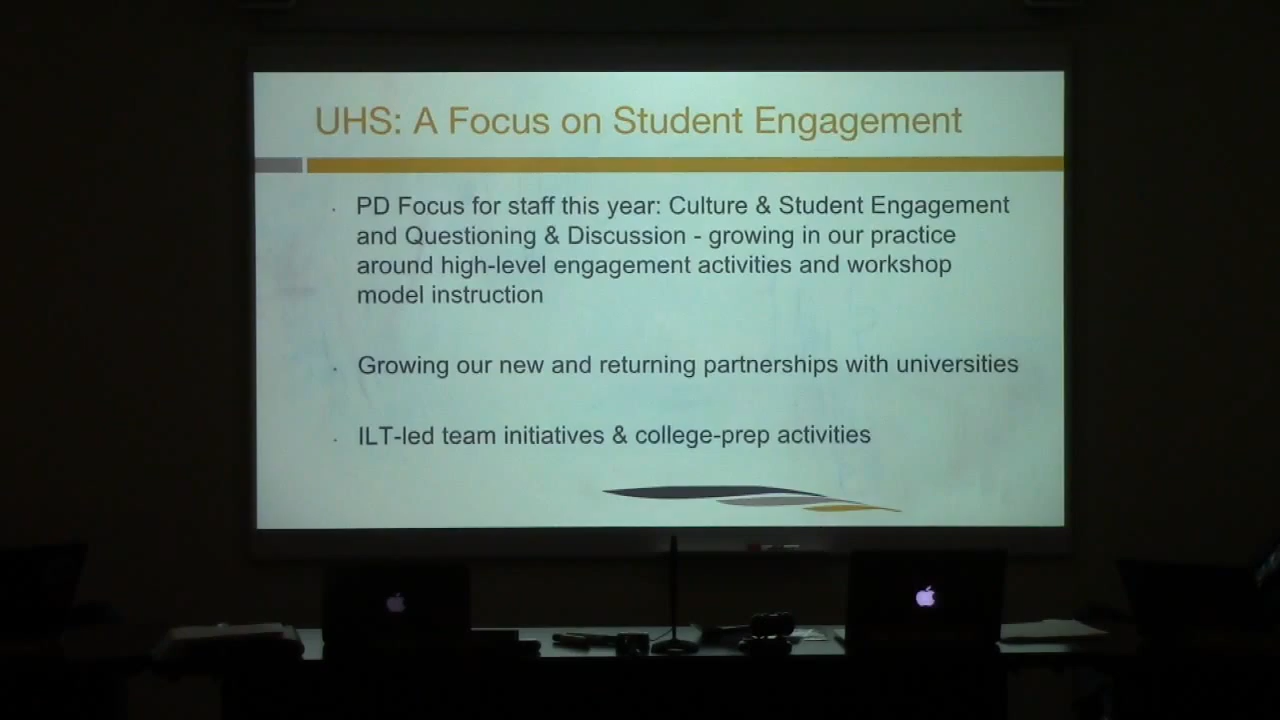 UHS: A Focus on Student Engagement
· PD Focus for staff this year: Culture & Student Engagement
and Questioning & Discussion - growing in our practice
around high-level engagement activities and workshop
model instruction
· Growing our new and returning partnerships with universities
· ILT-led team initiatives & college-prep activities